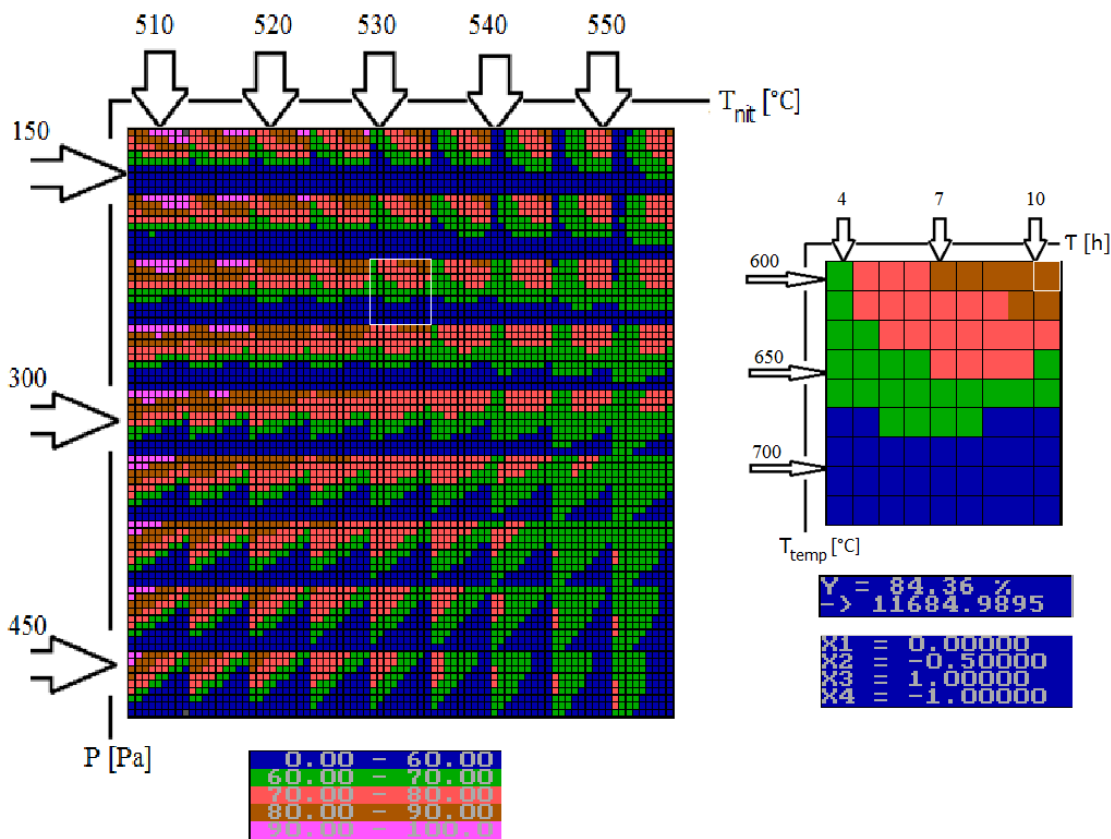 510 520 530 540 550
Tnit [°C]
150
300
450
P [Pa]
4 7 10
τ [h]
600
650
700
Ttemp [°C]
Y = 84.36 %
-> 11684.9895
X1 = 0.00000
X2 = -0.50000
X3 = 1.00000
X4 = -1.00000
0.00 - 60.00
60.00 - 70.00
70.00 - 80.00
80.00 - 90.00
90.00 - 100.0